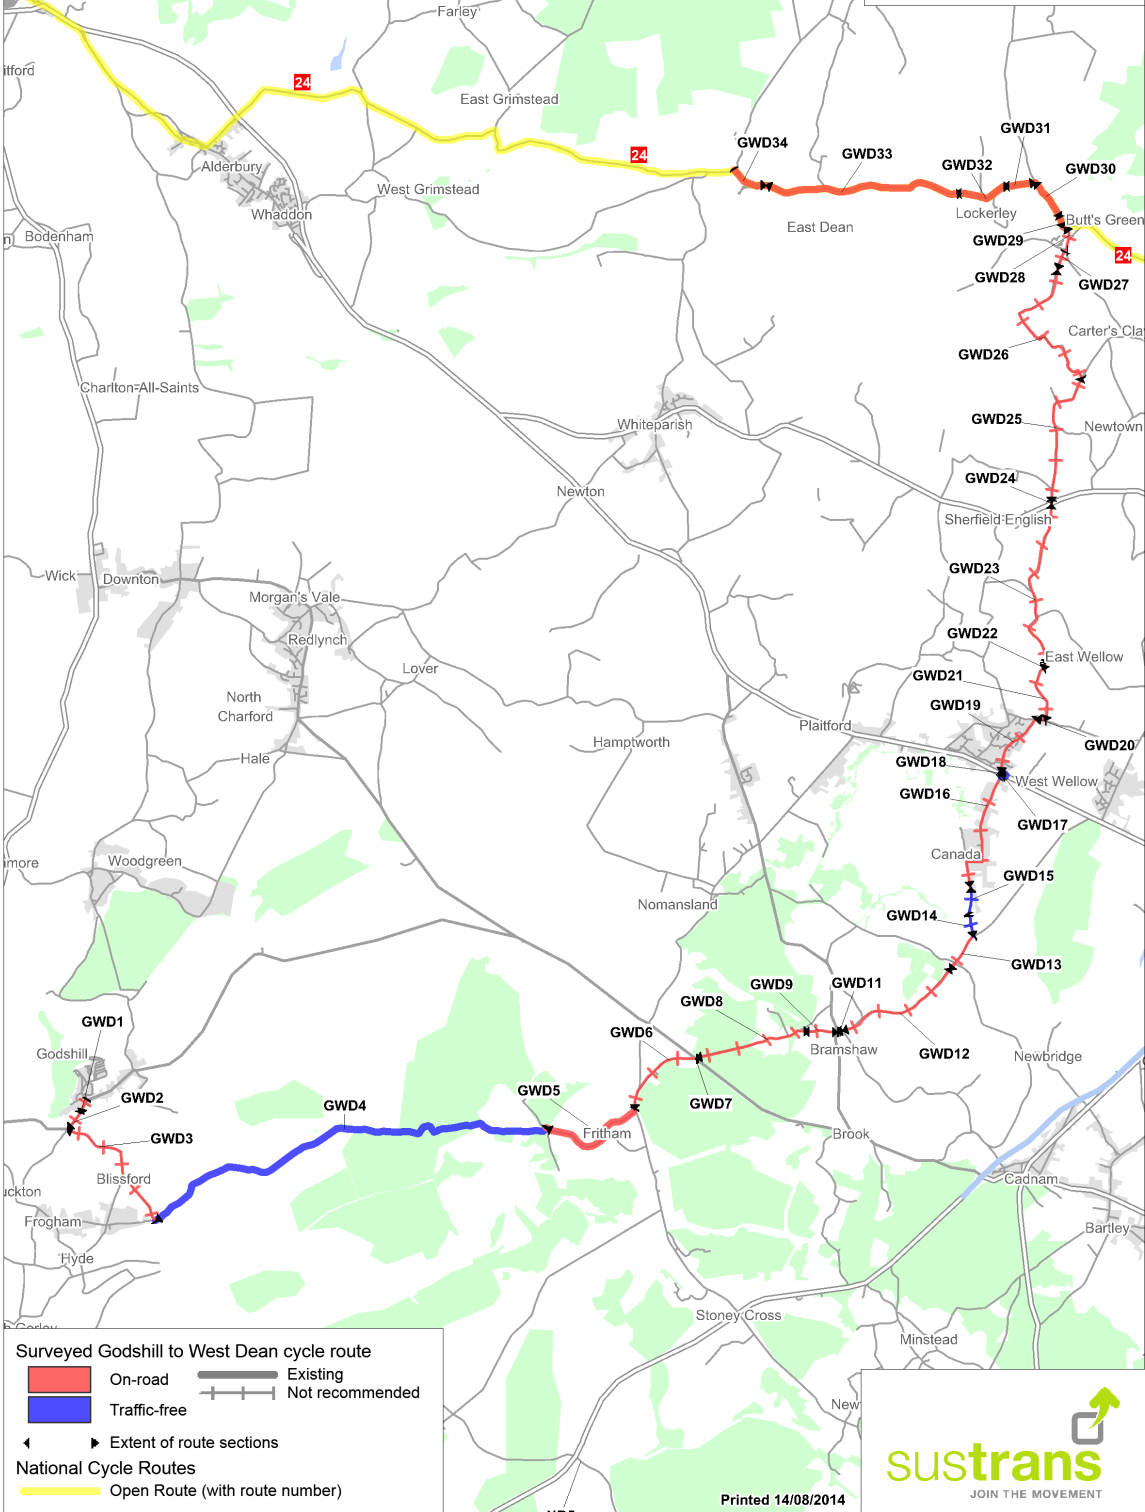 Farley
itford
24
East Grimstead
GWD31
GWD34
24
GWD33
GWD32
GWD30
Alderbury
West Grimstead
Whaddon
Lockerley
Butt's Green
East Dean
Bodenham
GWD29
24
GWD28
GWD27
Carter's Clay
GWD26
Charlton-All-Saints
GWD25
Newtown
Whiteparish
GWD24
Newton
Sherfield English
GWD23
Wick
Downton
Morgan's Vale
GWD22
Redlynch
East Wellow
Lover
GWD21
North
Charford
GWD19
Plaitford
Hamptworth
GWD20
Hale
GWD18
West Wellow
GWD16
GWD17
Canada
Woodgreen
more
GWD15
Nomansland
GWD14
GWD13
GWD9
GWD11
GWD8
GWD1
GWD6
Bramshaw
GWD12
Godshill
Newbridge
GWD5
GWD2
GWD4
GWD7
Fritham
Brook
GWD3
Blissford
Cadnam
uckton
Frogham
Bartley
Hyde
Stoney Cross
Minstead
Surveyed Godshill to West Dean cycle route
On-road
Existing
Not recommended
Traffic-free
Extent of route sections
National Cycle Routes
Open Route (with route number)
New
sustrans
JOIN THE MOVEMENT
Printed 14/08/2014